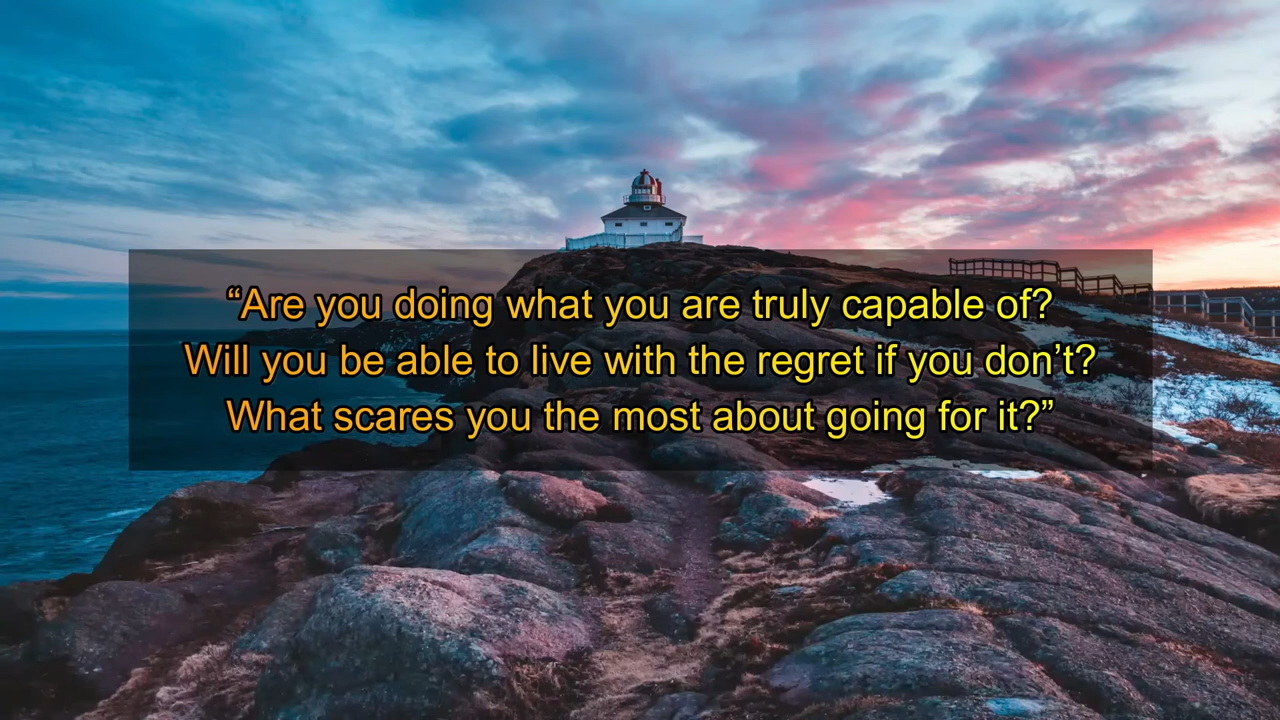 “Are you doing what you are truly capable of?
Will you be able to live with the regret if you don’t?
What scares you the most about going for it?”